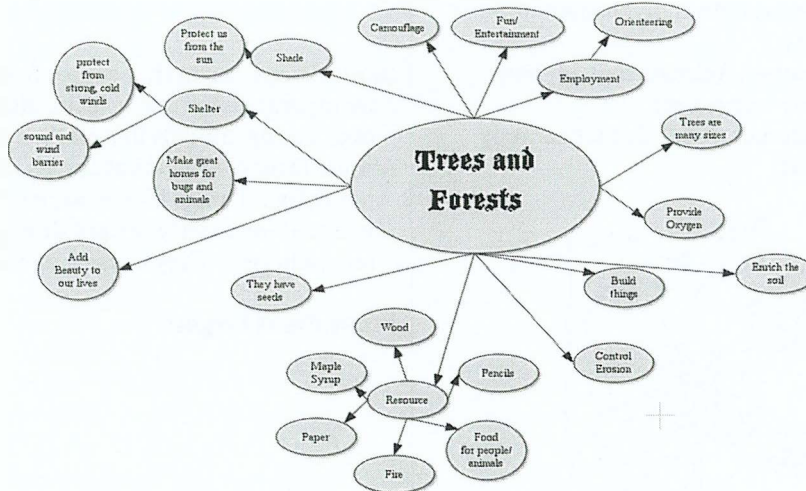 Trees and
Forests
Camouflage
Fun/
Entertainment
Orienteering
Employment
Trees are
many sizes
Provide
Oxygen
Enrich the
soil
Build
things
Control
Erosion
Resource
Wood
Pencils
Food
for people/
animals
Fire
Paper
Maple
Syrup
They have
seeds
Add
Beauty to
our lives
Make great
homes for
bugs and
animals
Shelter
sound and
wind
barrier
protect
from
strong, cold
winds
Shade
Protect us
from the
sun